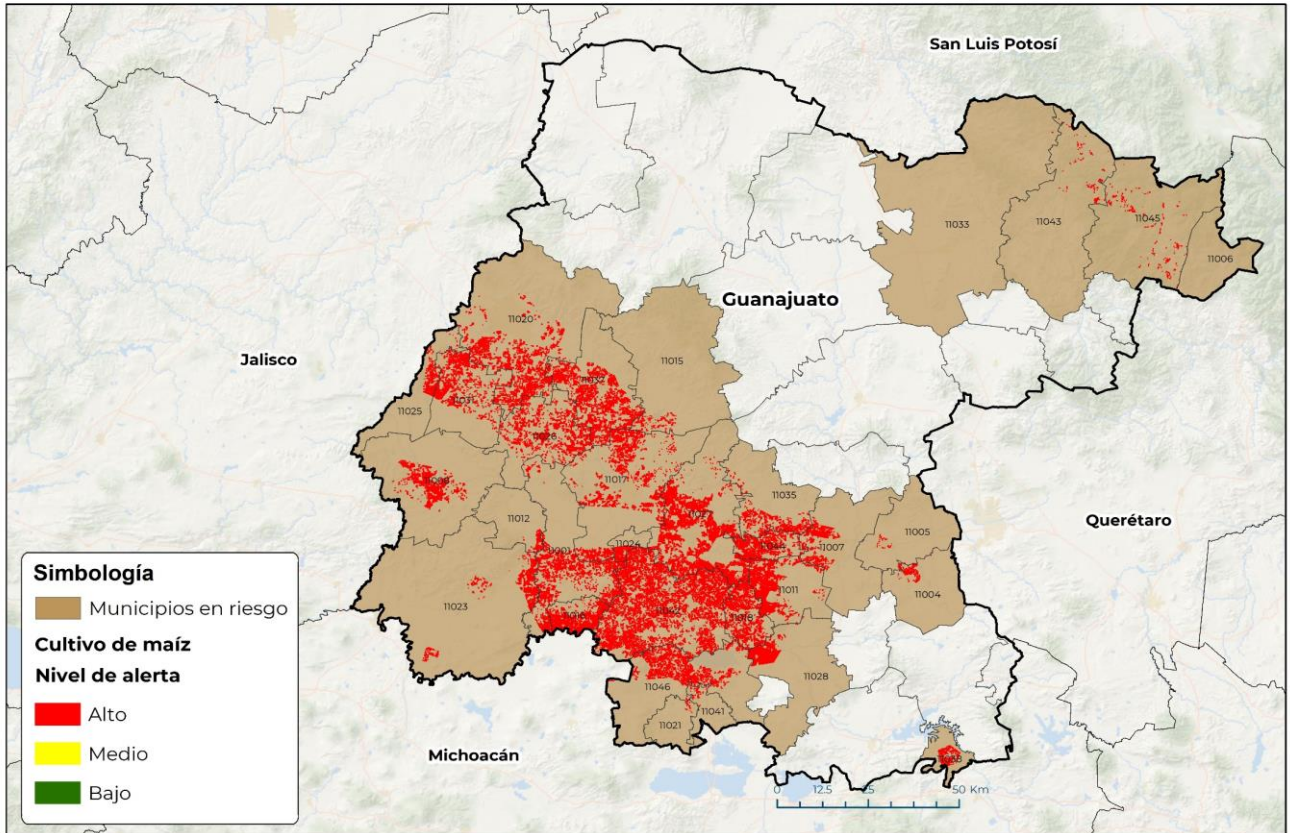 San Luis Potosí
11033
11043
11045
11006
Guanajuato
11020
11015
Jalisco
11025
11017
11035
11012
11005
Querétaro
11024
11007
11011
11004
11023
11028
11046
11041
11021
Michoacán
Simbología
Municipios en riesgo
Cultivo de maíz
Nivel de alerta
Alto
Medio
Bajo
0 12.5 25 50 Km